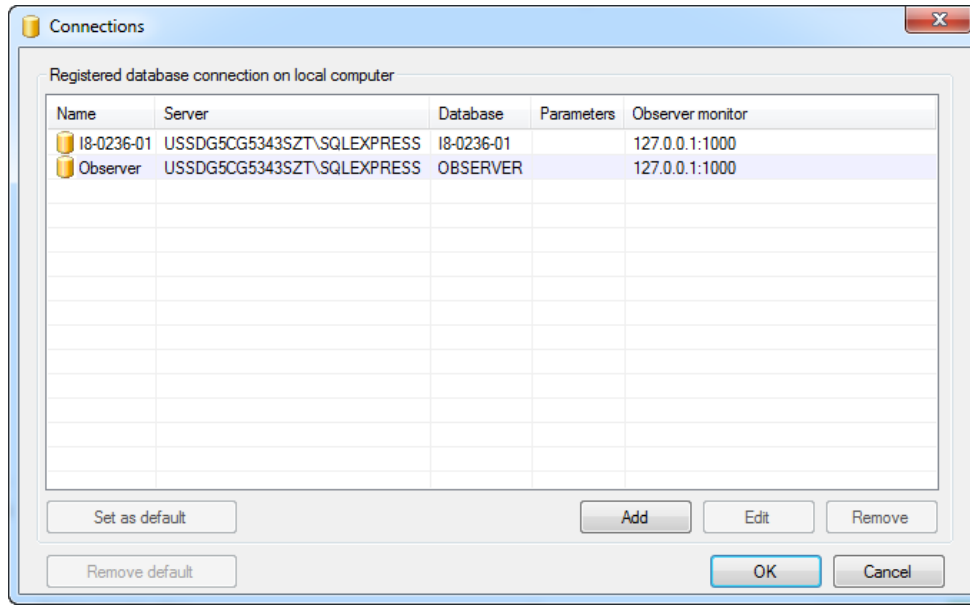 Connections
Registered database connection on local computer
Name Server Database Parameters Observer monitor
I8-0236-01 USSDG5CG5343SZT\SQLEXPRESS I8-0236-01 127.0.0.1:1000
Observer USSDG5CG5343SZT\SQLEXPRESS OBSERVER 127.0.0.1:1000
Set as default Add Edit Remove
Remove default OK Cancel